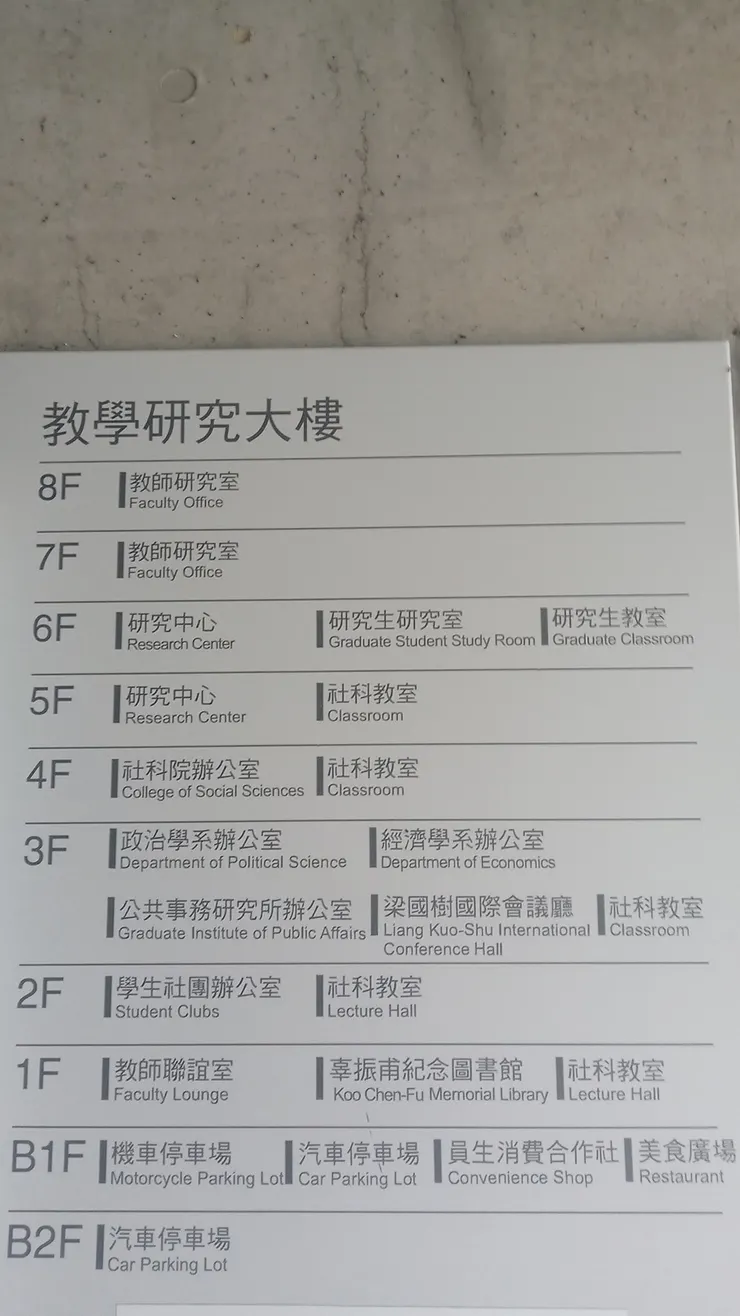 教學研究大樓
8F 教師研究室
Faculty Office
7F 教師研究室
Faculty Office
6F 研究中心 研究生研究室 研究生教室
Research Center Graduate Student Study Room Graduate Classroom
5F 研究中心 社科教室
Research Center Classroom
4F 社科院辦公室 社科教室
College of Social Sciences Classroom
3F 政治學系辦公室 經濟學系辦公室
Department of Political Science Department of Economics
公共事務研究所辦公室 梁國樹國際會議廳 社科教室
Graduate Institute of Public Affairs Liang Kuo-Shu International Classroom
Conference Hall
2F 學生社團辦公室 社科教室
Student Clubs Lecture Hall
1F 教師聯誼室 辜振甫紀念圖書館 社科教室
Faculty Lounge Koo Chen-Fu Memorial Library Lecture Hall
B1F 機車停車場 汽車停車場 員生消費合作社 美食廣場
Motorcycle Parking Lot Car Parking Lot Convenience Shop Restaurant
B2F 汽車停車場
Car Parking Lot